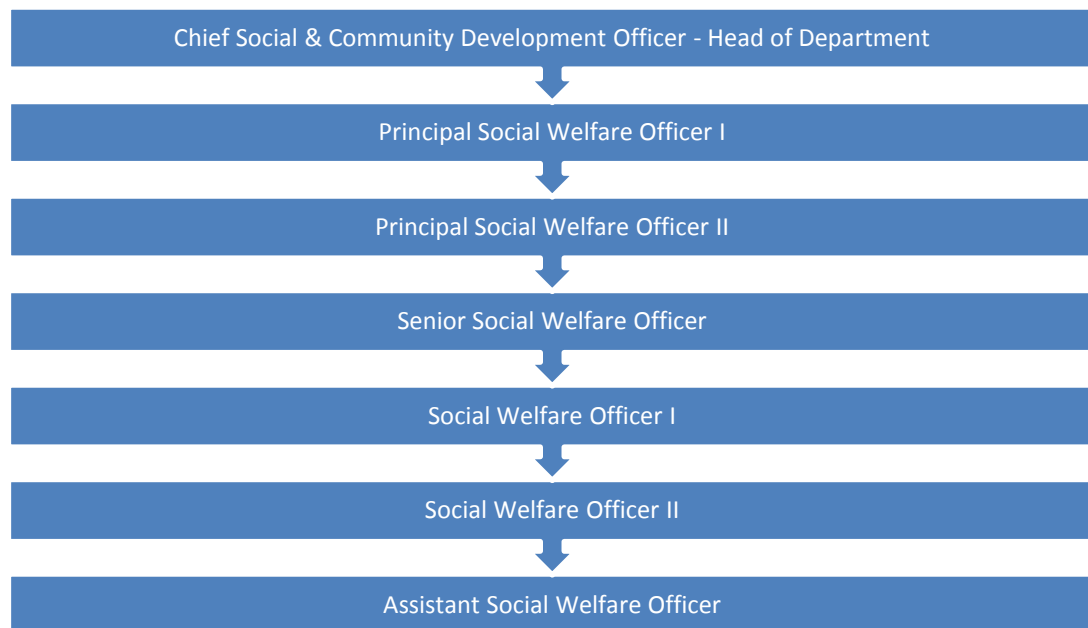 Chief Social & Community Development Officer - Head of Department
Principal Social Welfare Officer I
Principal Social Welfare Officer II
Senior Social Welfare Officer
Social Welfare Officer I
Social Welfare Officer II
Assistant Social Welfare Officer